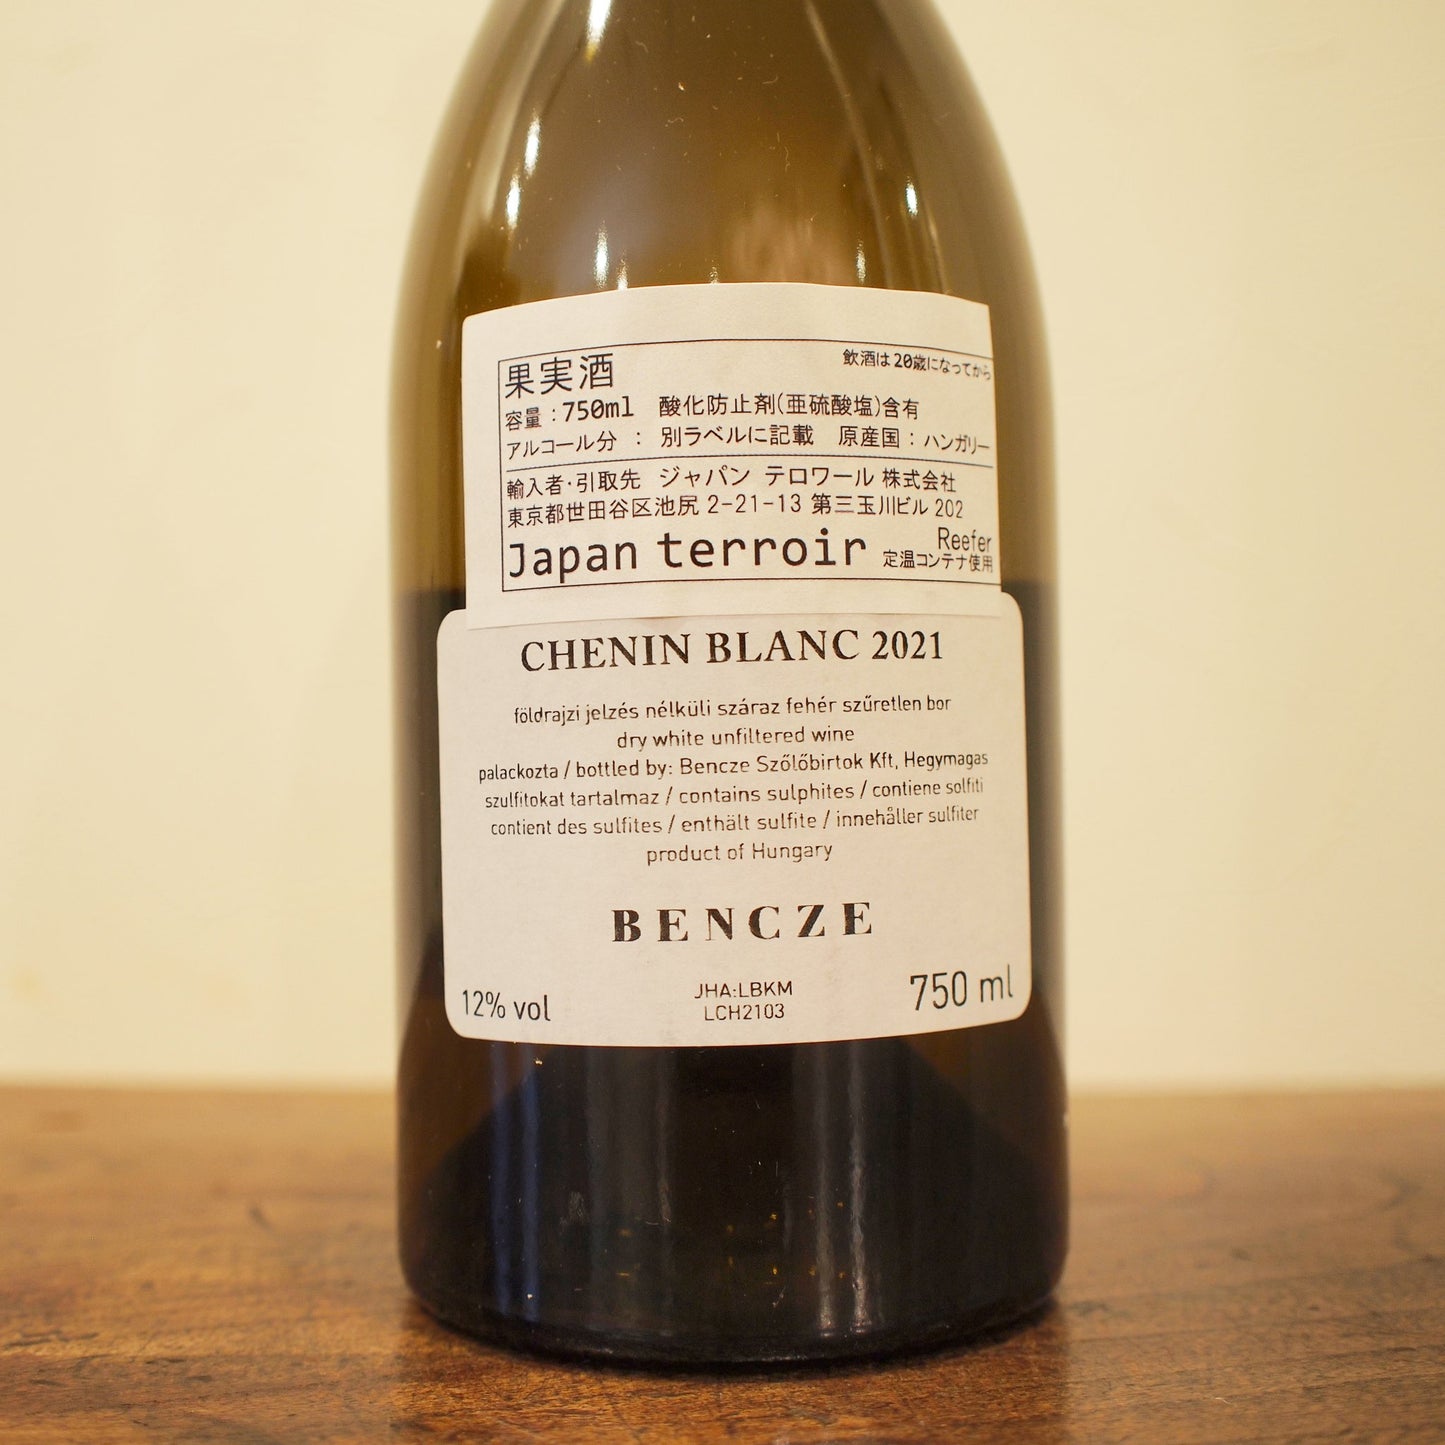 果実酒 飲酒は20歳になってから
容量:750ml 酸化防止剤(亜硫酸塩)含有
アルコール分 : 別ラベルに記載 原産国:ハンガリー
輸入者・引取先 ジャパン テロワール 株式会社
東京都世田谷区池尻 2-21-13 第三玉川ビル 202
Japan terroir Reefer
定温コンテナ使用
CHENIN BLANC 2021
földrajzi jelzés nélküli száraz fehér szűretlen bor
dry white unfiltered wine
palackozta / bottled by: Bencze Szőlőbirtok Kft, Hegymagas
szulfitokat tartalmaz / contains sulphites / contiene solfiti
contient des sulfites / enthält sulfite / innehåller sulfiter
product of Hungary
BENCZE
12% vol JHA:LBKM 750 ml
LCH2103